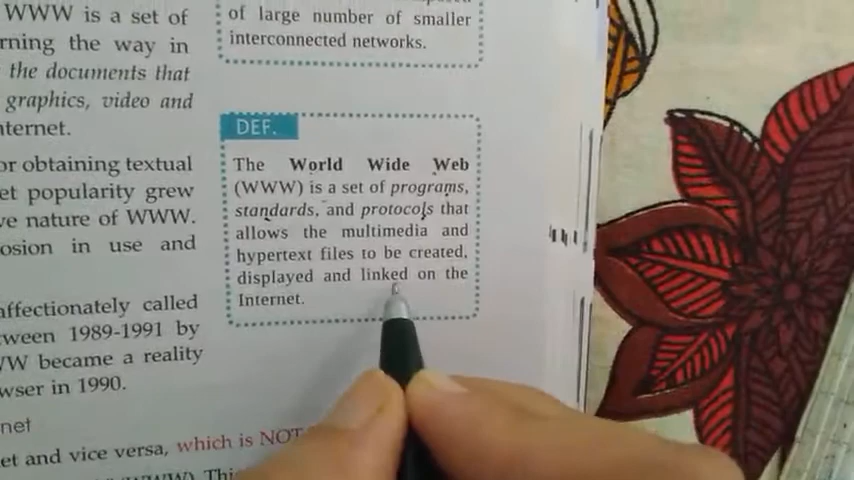 WWW is a set of
rning the way in
the documents that
graphics, video and
nternet.
or obtaining textual
et popularity grew
ve nature of WWW.
osion in use and
affectionately called
tween 1989-1991 by
VW became a reality
wser in 1990.
net
et and vice versa, which is NOT
This
of large number of smaller
interconnected networks.
DEF.
The World Wide Web
(WWW) is a set of programs,
standards, and protocols that
allows the multimedia and
hypertext files to be created,
displayed and linked on the
Internet.